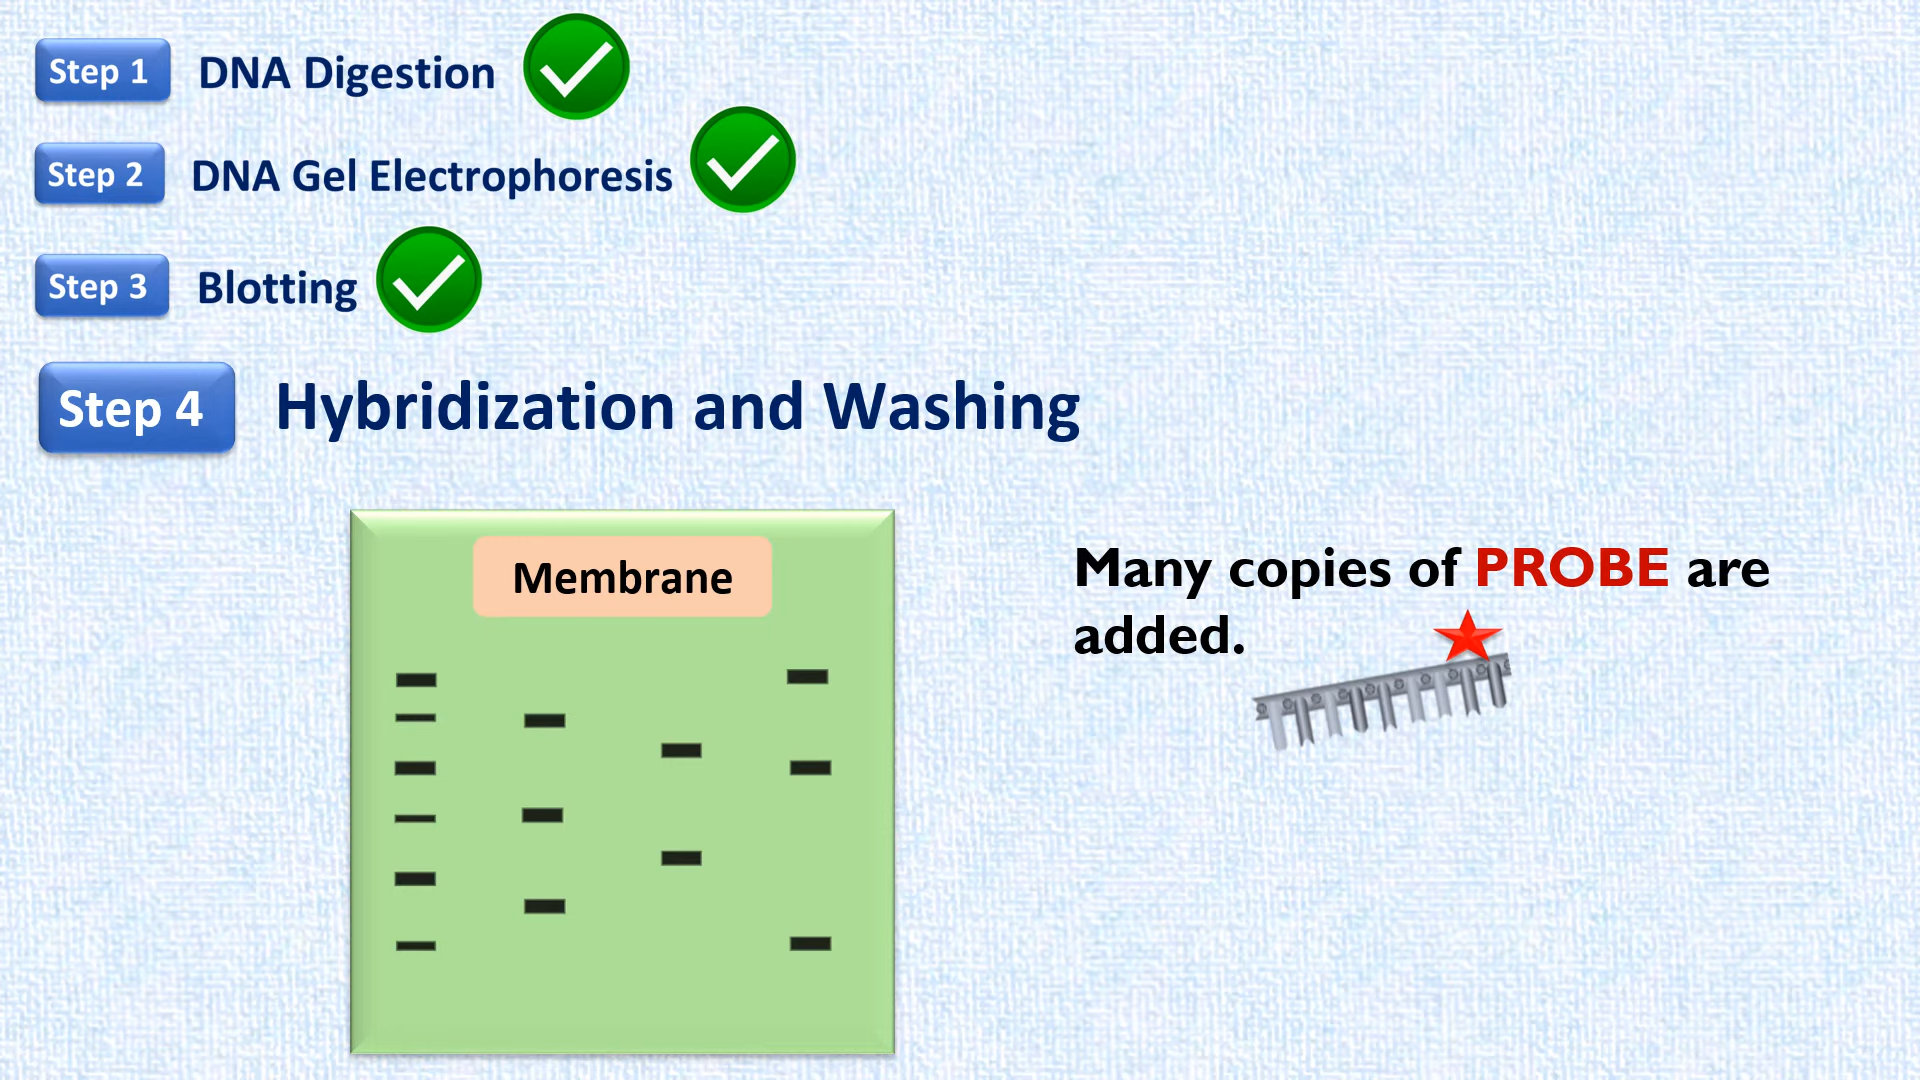 Step 1 DNA Digestion
Step 2 DNA Gel Electrophoresis
Step 3 Blotting
Step 4 Hybridization and Washing
Membrane
Many copies of PROBE are
added.